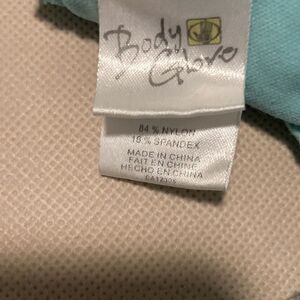 Body
Glove
84 % NYLON
16 % SPANDEX
MADE IN CHINA
FAIT EN CHINE
HECHO EN CHINA